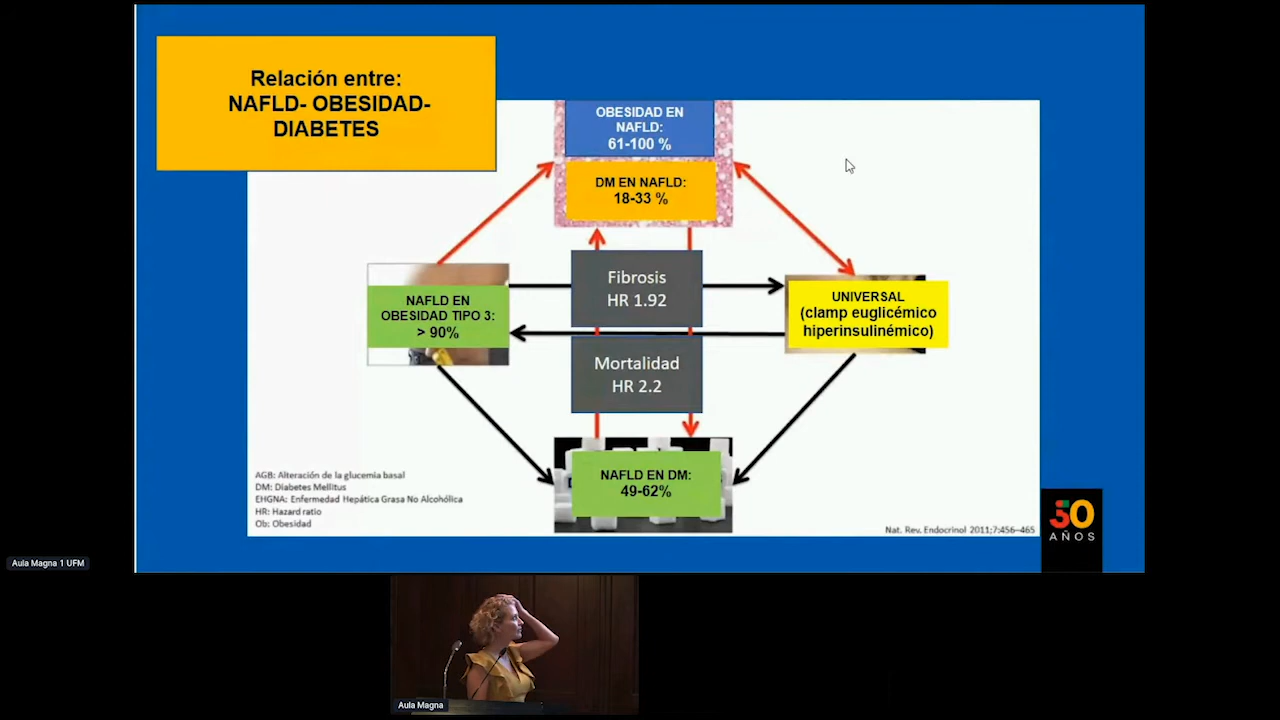 Relación entre:
NAFLD- OBESIDAD-
DIABETES
OBESIDAD EN
NAFLD:
61-100 %
DM EN NAFLD:
18-33 %
Fibrosis
HR 1.92
NAFLD EN
OBESIDAD TIPO 3:
> 90%
UNIVERSAL
(clamp euglicémico
hiperinsulinémico)
Mortalidad
HR 2.2
NAFLD EN DM:
49-62%
AGB: Alteración de la glucemia basal
DM: Diabetes Mellitus
EHGNA: Enfermedad Hepática Grasa No Alcohólica
HR: Hazard ratio
Ob: Obesidad
Nat. Rev. Endocrinol 2011;7:456–465
50
AÑOS
Aula Magna 1 UFM
Aula Magna